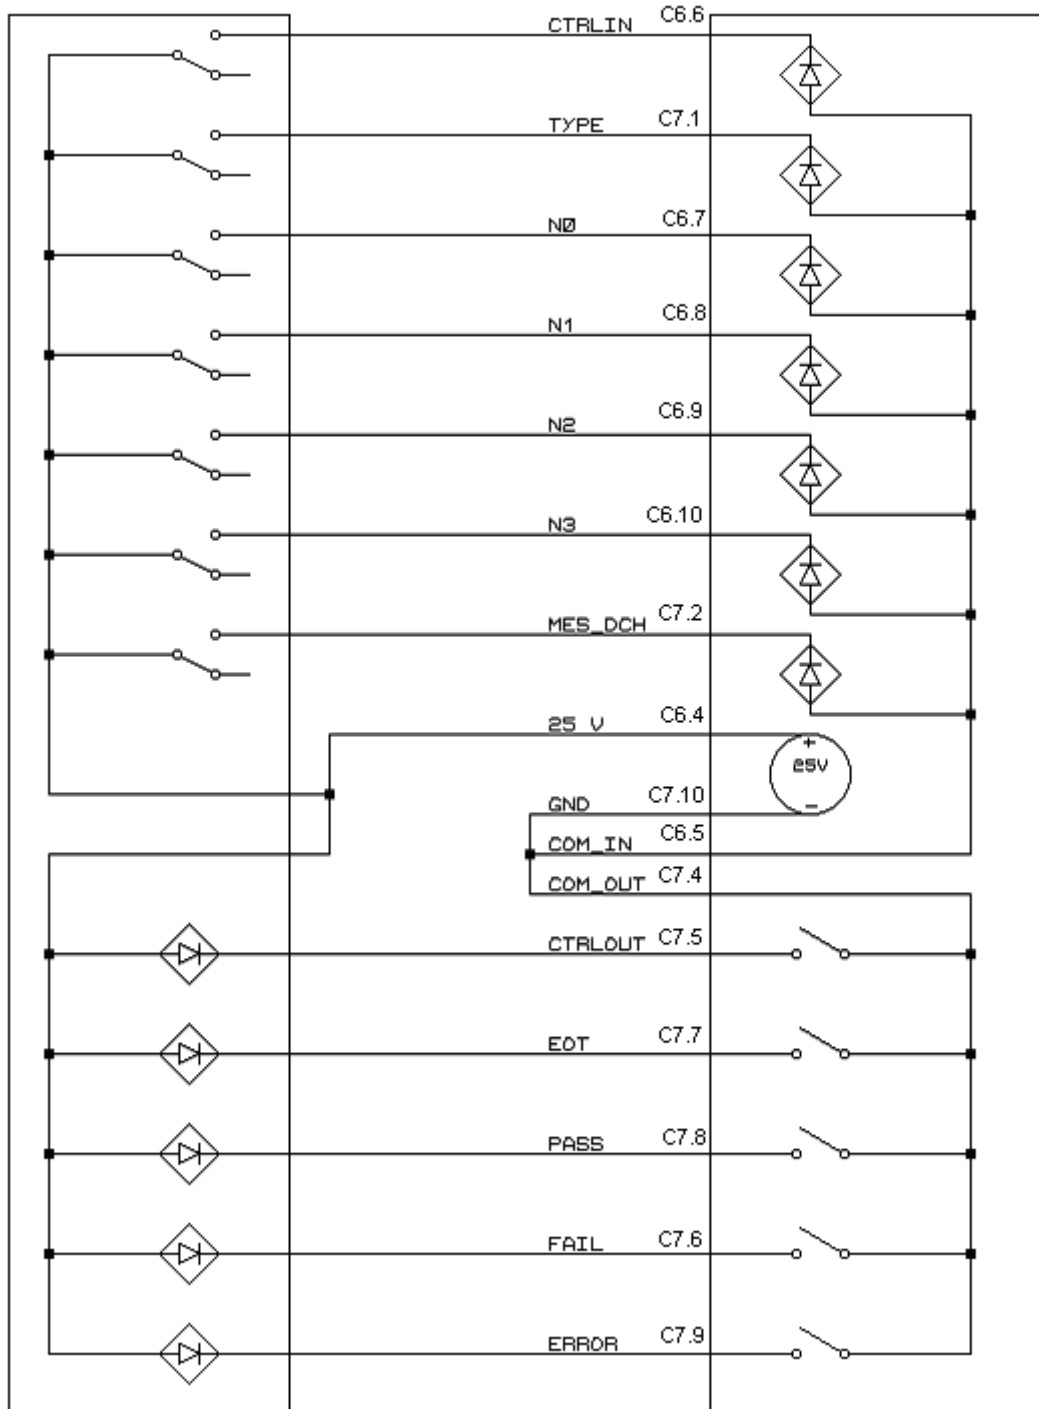 CTRLIN C6.6
TYPE C7.1
NØ C6.7
N1 C6.8
N2 C6.9
N3 C6.10
MES_DCH C7.2
25 V C6.4
+
25V
-
GND C7.10
COM_IN C6.5
COM_OUT C7.4
CTRLOUT C7.5
EOT C7.7
PASS C7.8
FAIL C7.6
ERROR C7.9